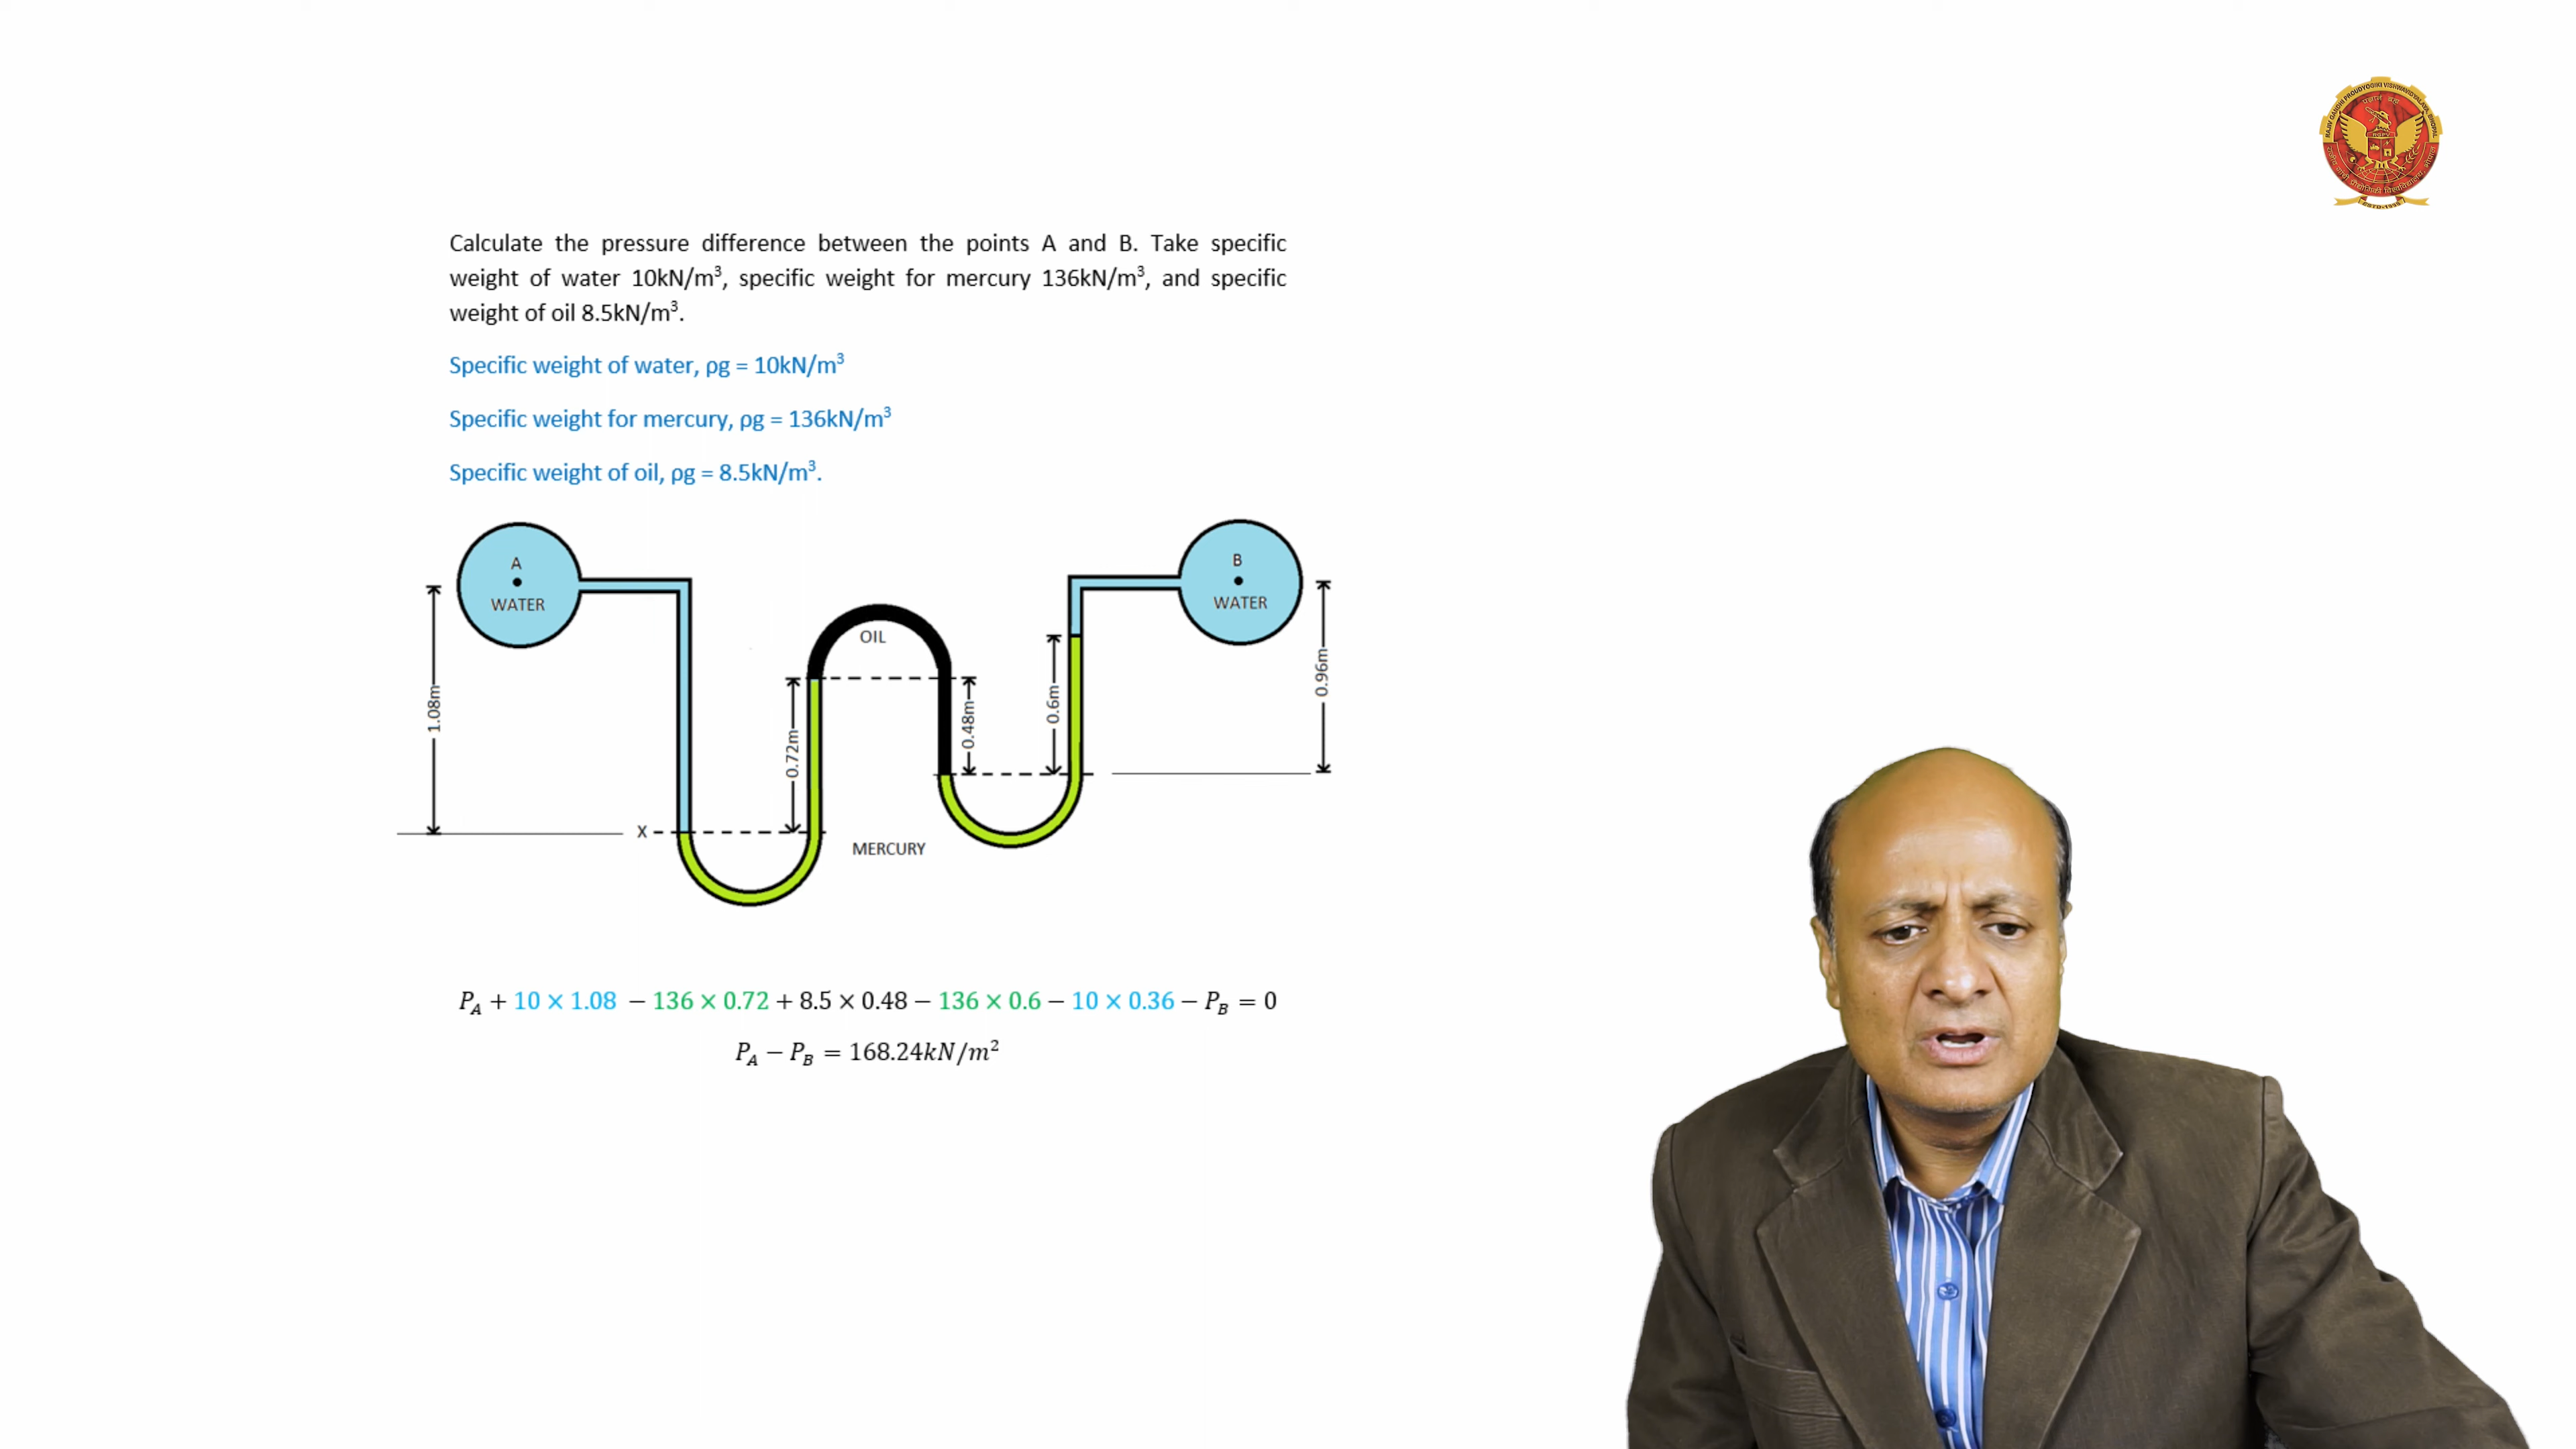 Calculate the pressure difference between the points A and B. Take specific
weight of water 10kN/m³, specific weight for mercury 136kN/m³, and specific
weight of oil 8.5kN/m³.
Specific weight of water, ρg = 10kN/m³
Specific weight for mercury, ρg = 136kN/m³
Specific weight of oil, ρg = 8.5kN/m³.
A
WATER
B
WATER
OIL
1.08m
0.72m
0.48m
0.6m
0.96m
X
MERCURY
P_A + 10 × 1.08 − 136 × 0.72 + 8.5 × 0.48 − 136 × 0.6 − 10 × 0.36 − P_B = 0
P_A − P_B = 168.24kN/m²